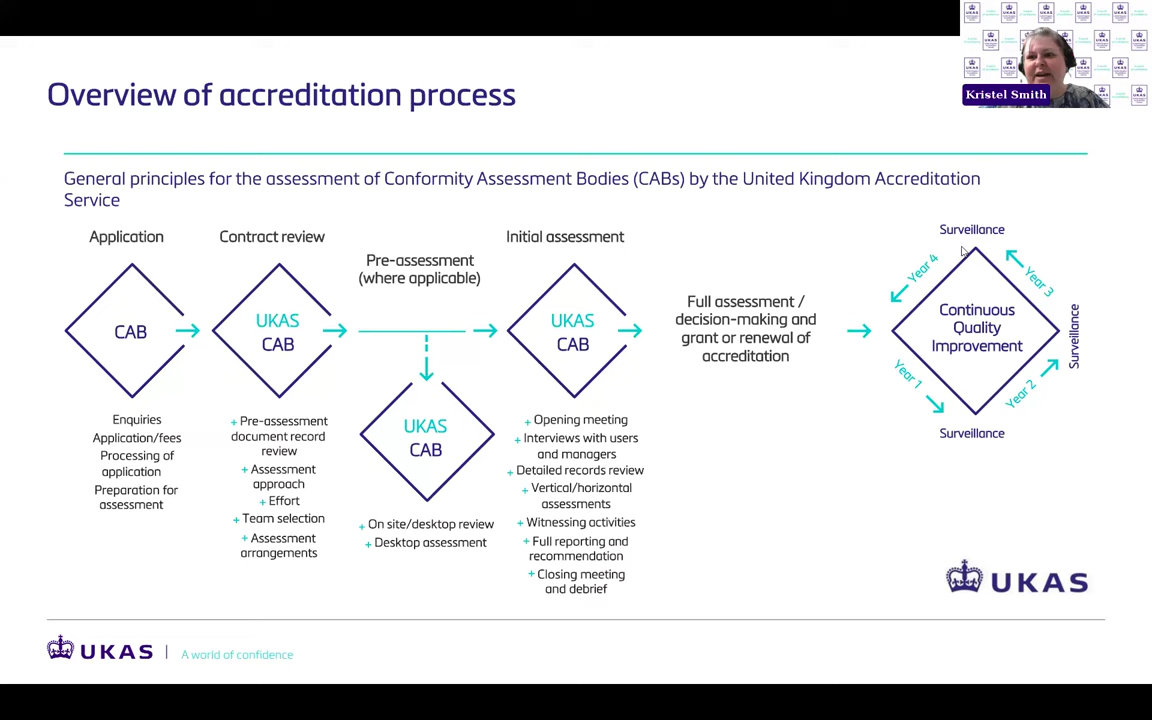 Kristel Smith
Overview of accreditation process
General principles for the assessment of Conformity Assessment Bodies (CABs) by the United Kingdom Accreditation
Service
Application
CAB
Enquiries
Application/fees
Processing of
application
Preparation for
assessment
Contract review
UKAS
CAB
+ Pre-assessment
document record
review
+ Assessment
approach
+ Effort
+ Team selection
+ Assessment
arrangements
Pre-assessment
(where applicable)
UKAS
CAB
+ On site/desktop review
+ Desktop assessment
Initial assessment
UKAS
CAB
+ Opening meeting
+ Interviews with users
and managers
+ Detailed records review
+ Vertical/horizontal
assessments
+ Witnessing activities
+ Full reporting and
recommendation
+ Closing meeting
and debrief
Full assessment /
decision-making and
grant or renewal of
accreditation
Surveillance
Year 4
Year 3
Continuous
Quality
Improvement
Surveillance
Year 1
Year 2
Surveillance
UKAS
UKAS
A world of confidence